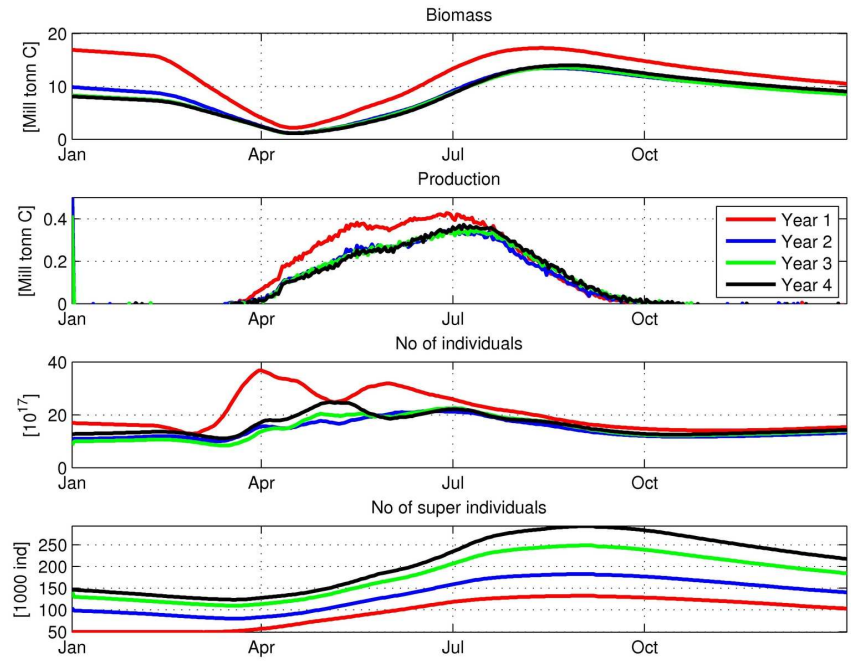 Biomass
[Mill tonn C]
20
10
0
Jan Apr Jul Oct
Production
[Mill tonn C]
0.4
0.2
0
Year 1
Year 2
Year 3
Year 4
Jan Apr Jul Oct
No of individuals
[10^17]
40
20
0
Jan Apr Jul Oct
No of super individuals
[1000 ind]
250
200
150
100
50
Jan Apr Jul Oct